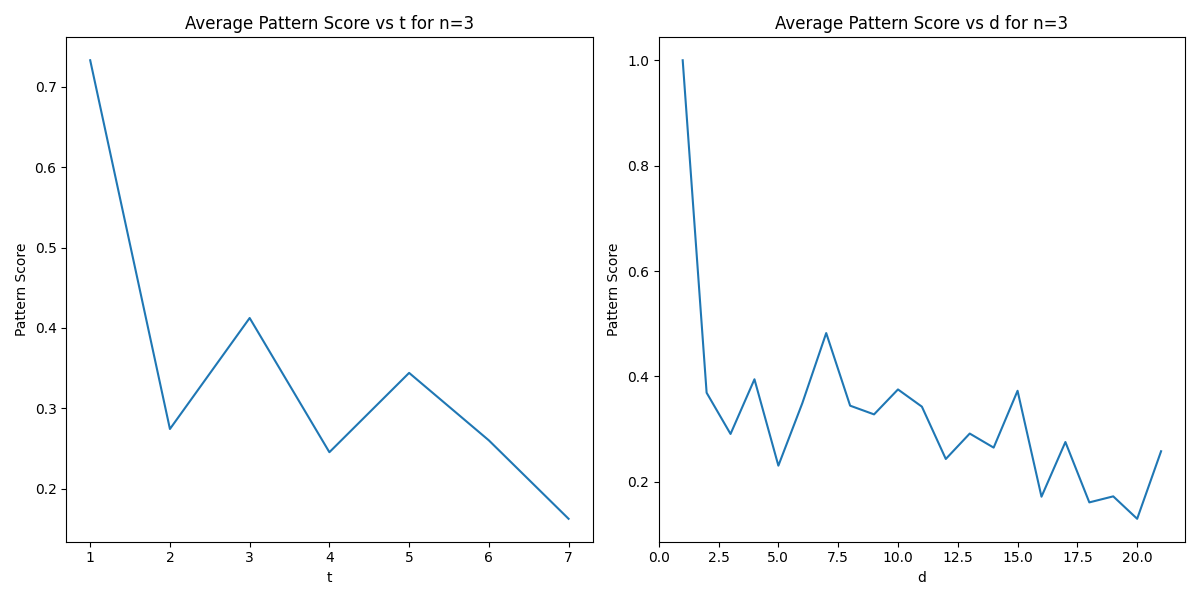 Average Pattern Score vs t for n=3
Pattern Score
0.7
0.6
0.5
0.4
0.3
0.2
1 2 3 4 5 6 7
t
Average Pattern Score vs d for n=3
Pattern Score
1.0
0.8
0.6
0.4
0.2
0.0 2.5 5.0 7.5 10.0 12.5 15.0 17.5 20.0
d